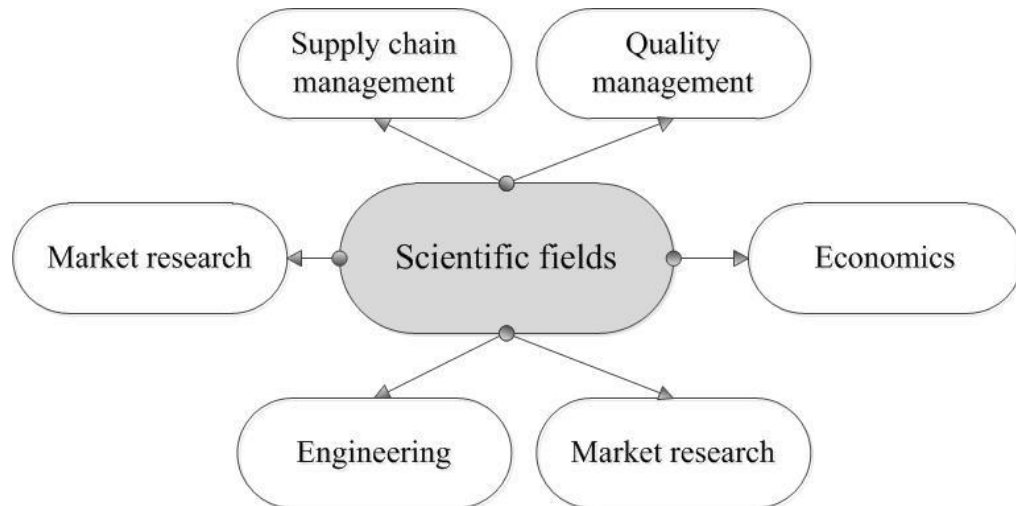 Supply chain
management
Quality
management
Market research
Scientific fields
Economics
Engineering
Market research